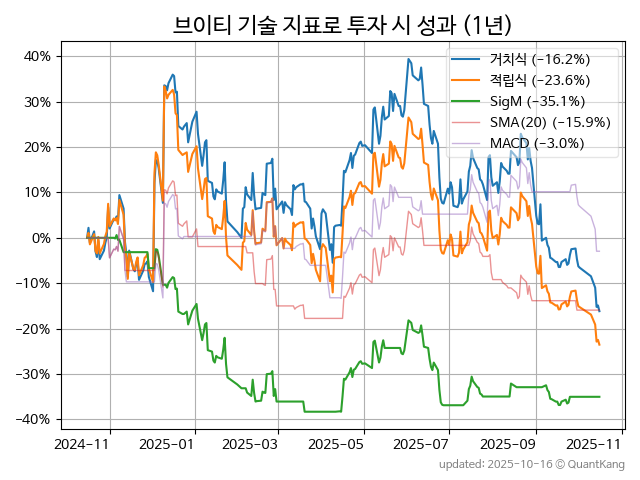 브이티 기술 지표로 투자 시 성과 (1년)
거치식 (−16.2%)
적립식 (−23.6%)
SigM (−35.1%)
SMA(20) (−15.9%)
MACD (−3.0%)
40%
30%
20%
10%
0%
−10%
−20%
−30%
−40%
2024-11 2025-01 2025-03 2025-05 2025-07 2025-09 2025-11
updated: 2025-10-16 ⓒ QuantKang